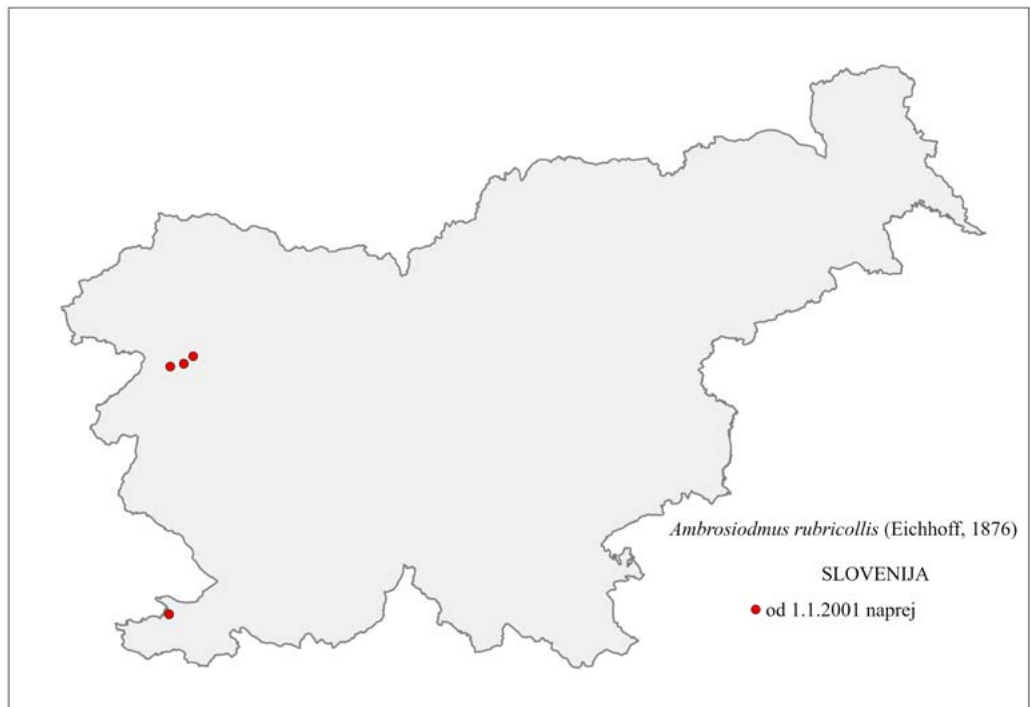 Ambrosiodmus rubricollis (Eichhoff, 1876)
SLOVENIJA
od 1.1.2001 naprej